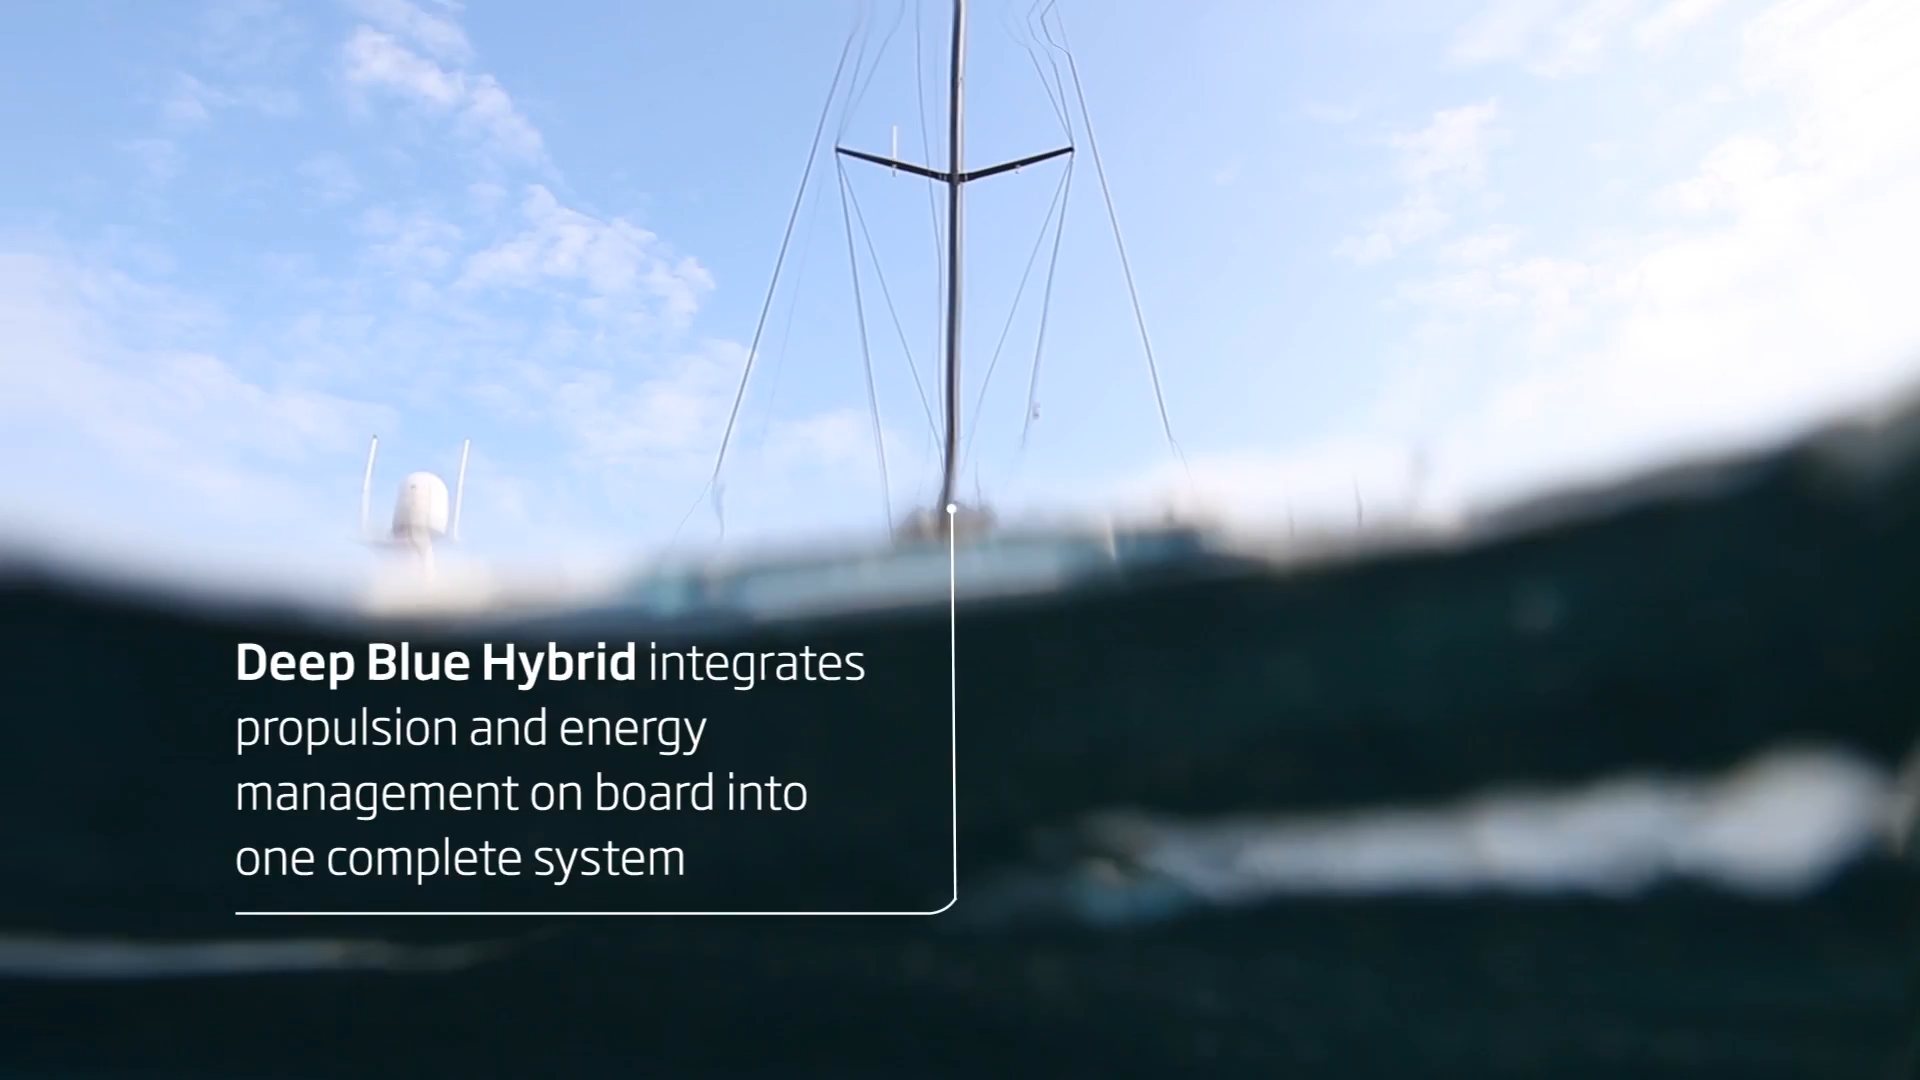 Deep Blue Hybrid integrates
propulsion and energy
management on board into
one complete system